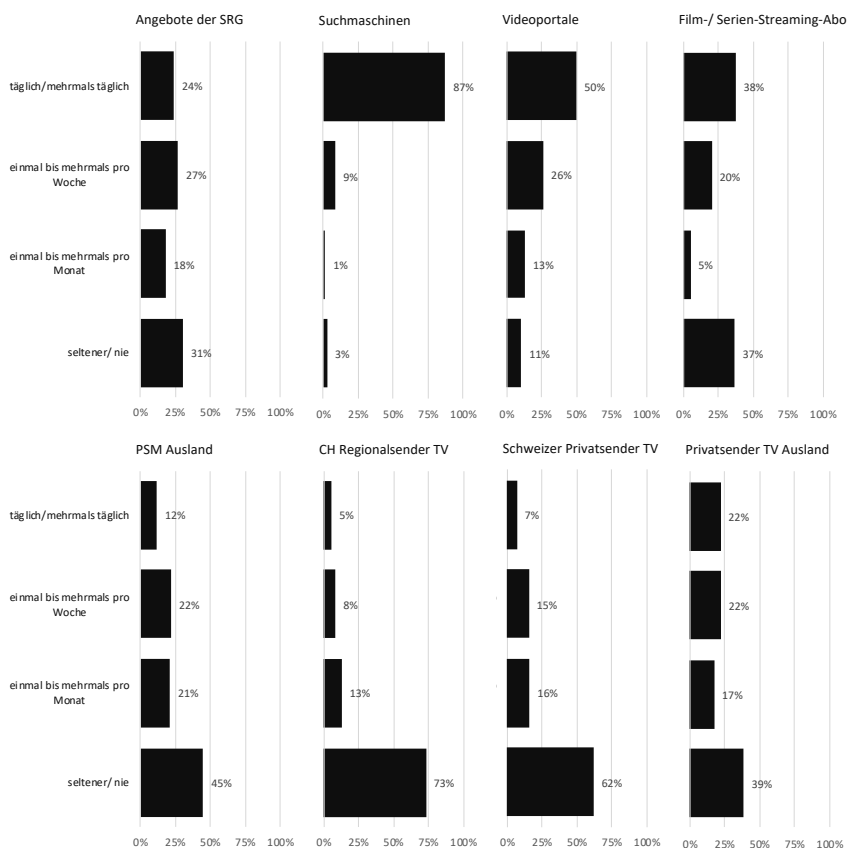 Angebote der SRG Suchmaschinen Videoportale Film-/ Serien-Streaming-Abo
täglich/mehrmals täglich 24% 87% 50% 38%
einmal bis mehrmals pro
Woche 27% 9% 26% 20%
einmal bis mehrmals pro
Monat 18% 1% 13% 5%
seltener/ nie 31% 3% 11% 37%
0% 25% 50% 75% 100% 0% 25% 50% 75% 100% 0% 25% 50% 75% 100% 0% 25% 50% 75% 100%
PSM Ausland CH Regionalsender TV Schweizer Privatsender TV Privatsender TV Ausland
täglich/mehrmals täglich 12% 5% 7% 22%
einmal bis mehrmals pro
Woche 22% 8% 15% 22%
einmal bis mehrmals pro
Monat 21% 13% 16% 17%
seltener/ nie 45% 73% 62% 39%
0% 25% 50% 75% 100% 0% 25% 50% 75% 100% 0% 25% 50% 75% 100% 0% 25% 50% 75% 100%